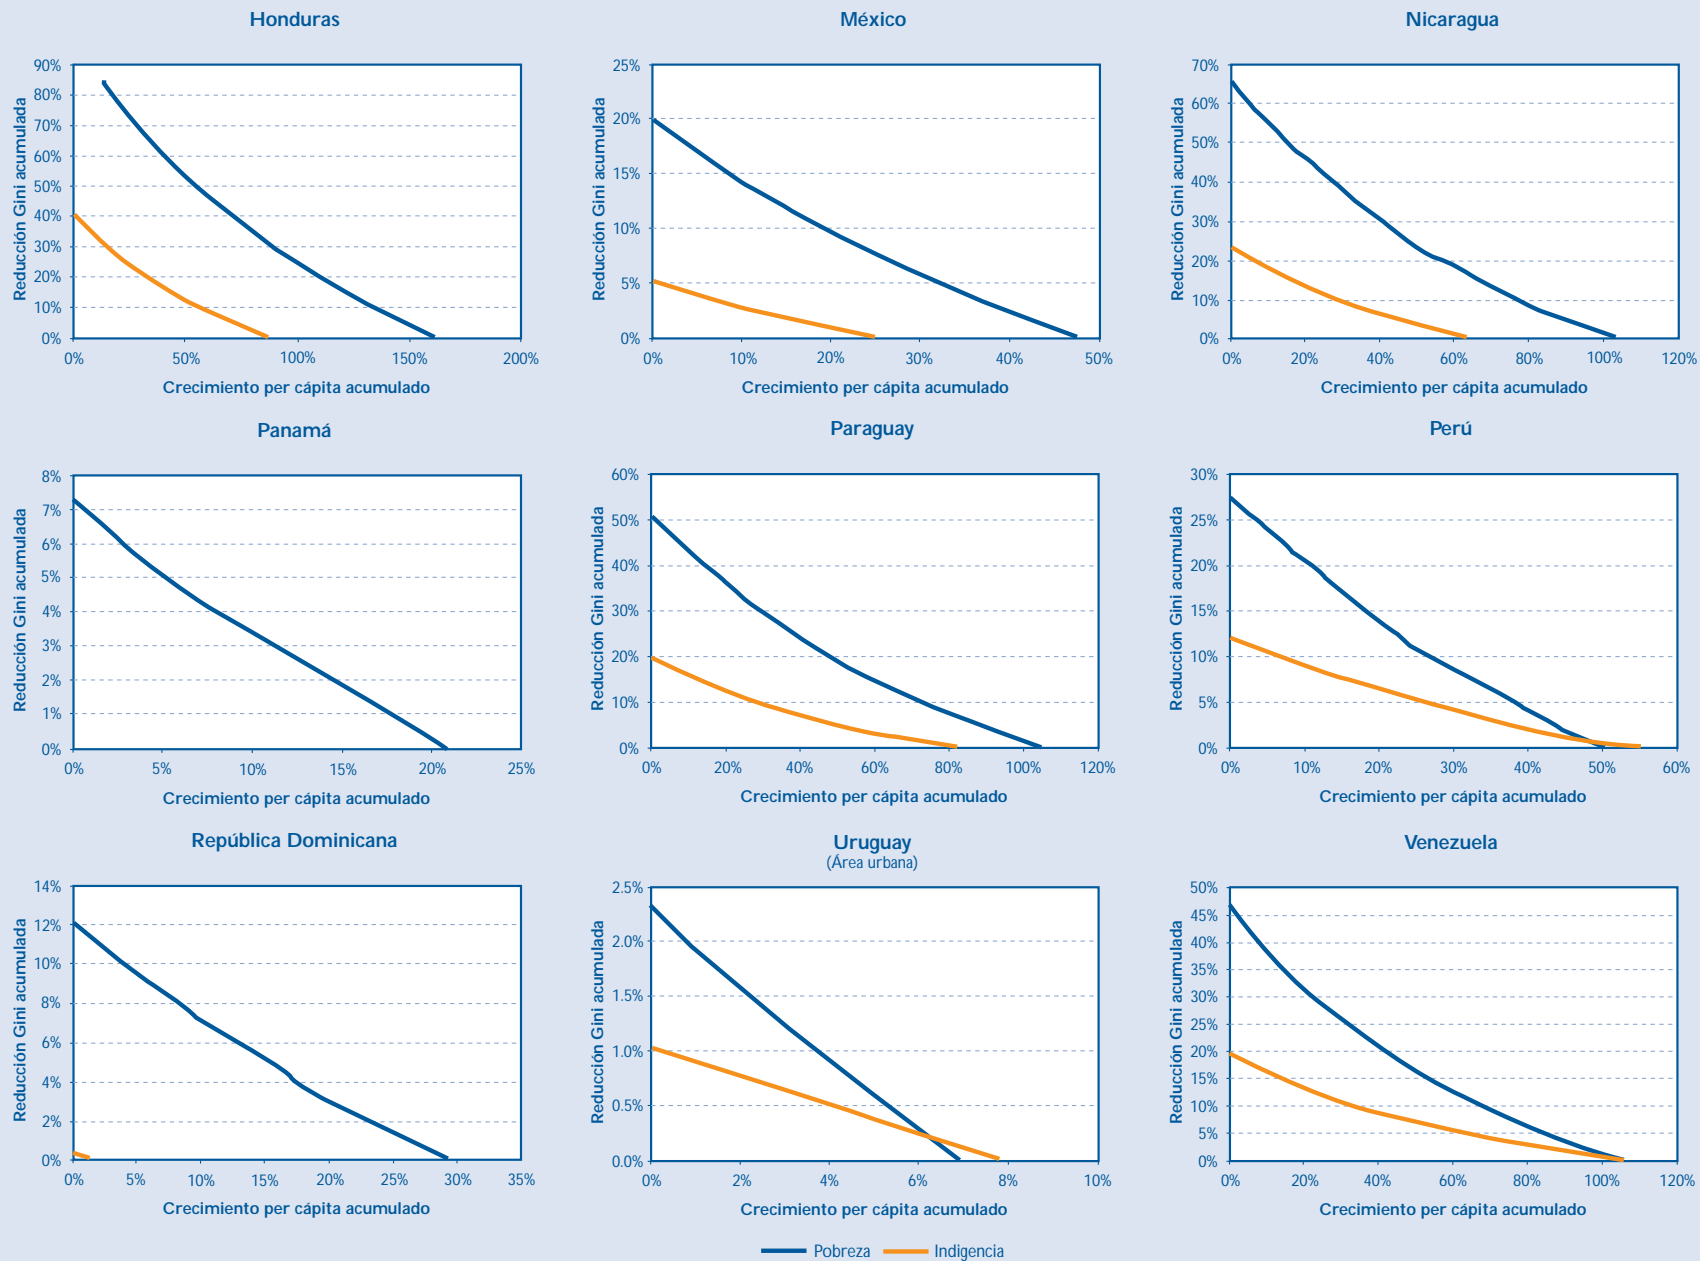 Honduras
90%
80%
70%
60%
50%
40%
30%
20%
10%
0%
Reducción Gini acumulada
0% 50% 100% 150% 200%
Crecimiento per cápita acumulado
México
25%
20%
15%
10%
5%
0%
Reducción Gini acumulada
0% 10% 20% 30% 40% 50%
Crecimiento per cápita acumulado
Nicaragua
70%
60%
50%
40%
30%
20%
10%
0%
Reducción Gini acumulada
0% 20% 40% 60% 80% 100% 120%
Crecimiento per cápita acumulado
Panamá
8%
7%
6%
5%
4%
3%
2%
1%
0%
Reducción Gini acumulada
0% 5% 10% 15% 20% 25%
Crecimiento per cápita acumulado
Paraguay
60%
50%
40%
30%
20%
10%
0%
Reducción Gini acumulada
0% 20% 40% 60% 80% 100% 120%
Crecimiento per cápita acumulado
Perú
30%
25%
20%
15%
10%
5%
0%
Reducción Gini acumulada
0% 10% 20% 30% 40% 50% 60%
Crecimiento per cápita acumulado
República Dominicana
14%
12%
10%
8%
6%
4%
2%
0%
Reducción Gini acumulada
0% 5% 10% 15% 20% 25% 30% 35%
Crecimiento per cápita acumulado
Uruguay
(Área urbana)
2.5%
2.0%
1.5%
1.0%
0.5%
0.0%
Reducción Gini acumulada
0% 2% 4% 6% 8% 10%
Crecimiento per cápita acumulado
Venezuela
50%
45%
40%
35%
30%
25%
20%
15%
10%
5%
0%
Reducción Gini acumulada
0% 20% 40% 60% 80% 100% 120%
Crecimiento per cápita acumulado
Pobreza Indigencia